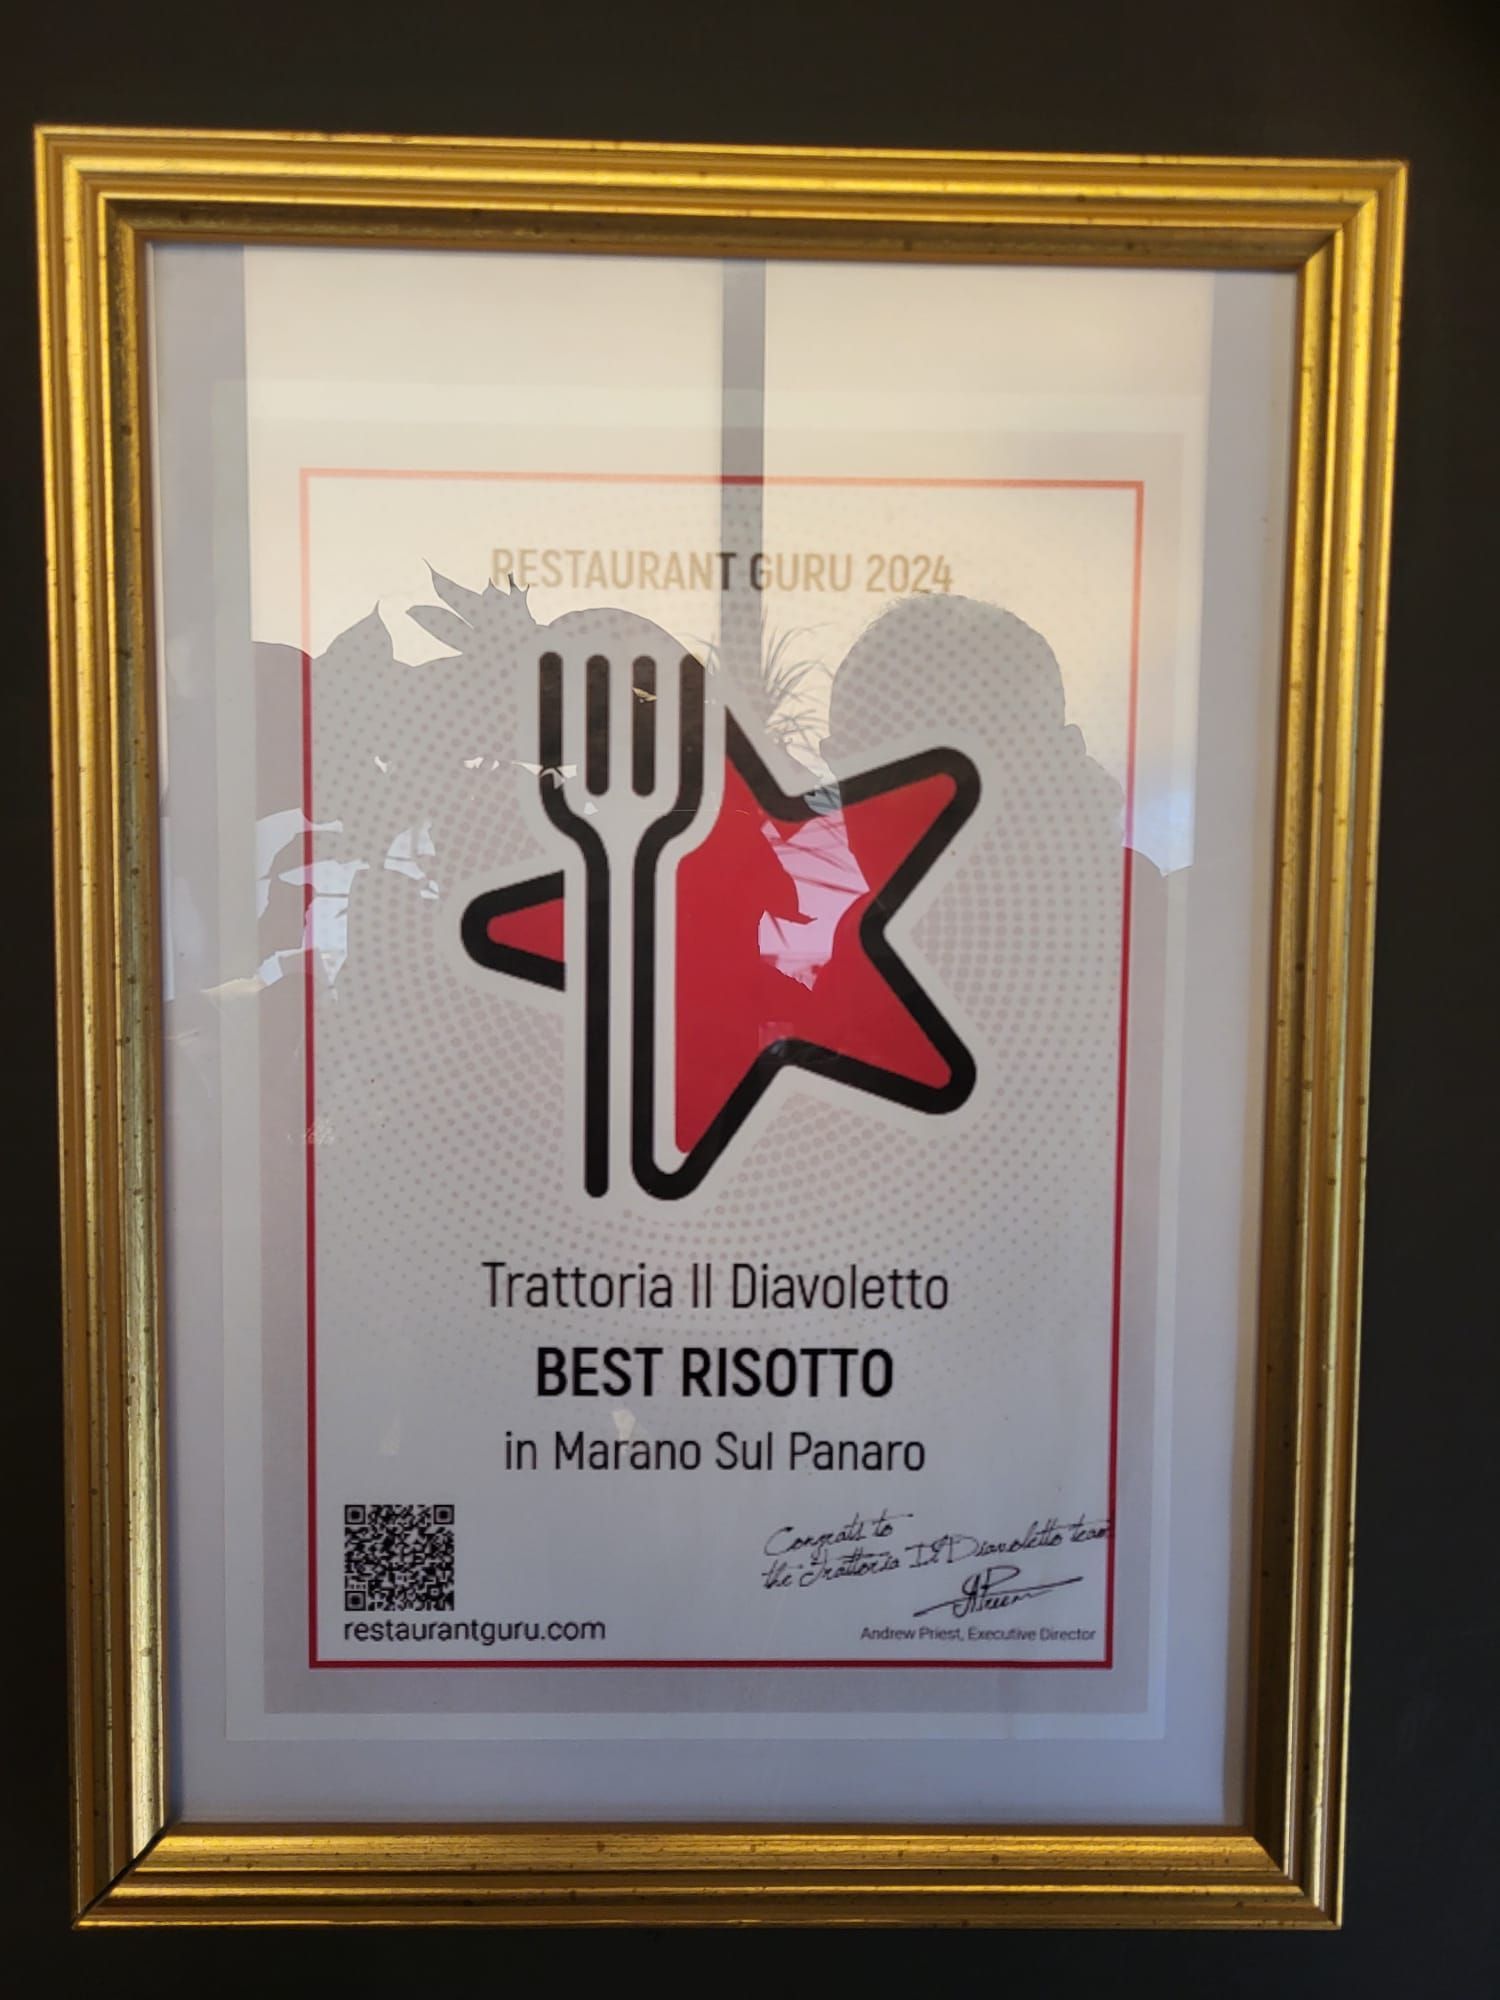 RESTAURANT GURU 2024
Trattoria Il Diavoletto
BEST RISOTTO
in Marano Sul Panaro
Congrats to
the Trattoria Il Diavoletto team
restaurantguru.com
Andrew Priest, Executive Director